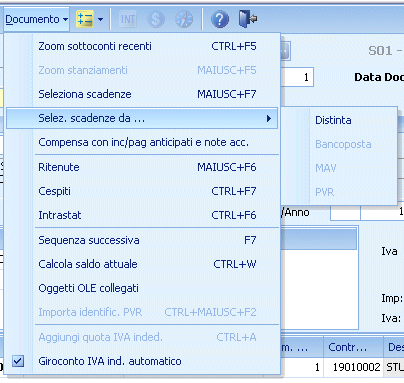 Documento
INT
S01 -
Zoom sottoconti recenti CTRL+F5
Zoom stanziamenti MAIUSC+F5
1
Data Doc
Seleziona scadenze MAIUSC+F7
Selez. scadenze da ...
Distinta
Compensa con inc/pag anticipati e note acc.
Bancoposta
Ritenute MAIUSC+F6
MAV
Cespiti CTRL+F7
PVR
Intrastat CTRL+F6
/Anno
1
Sequenza successiva F7
Iva
Calcola saldo attuale CTRL+W
Oggetti OLE collegati
Imp:
Importa identific. PVR CTRL+MAIUSC+F2
Iva:
Aggiungi quota IVA inded. CTRL+A
m. ... Contr... Des
Giroconto IVA ind. automatico
1 19010002 STU